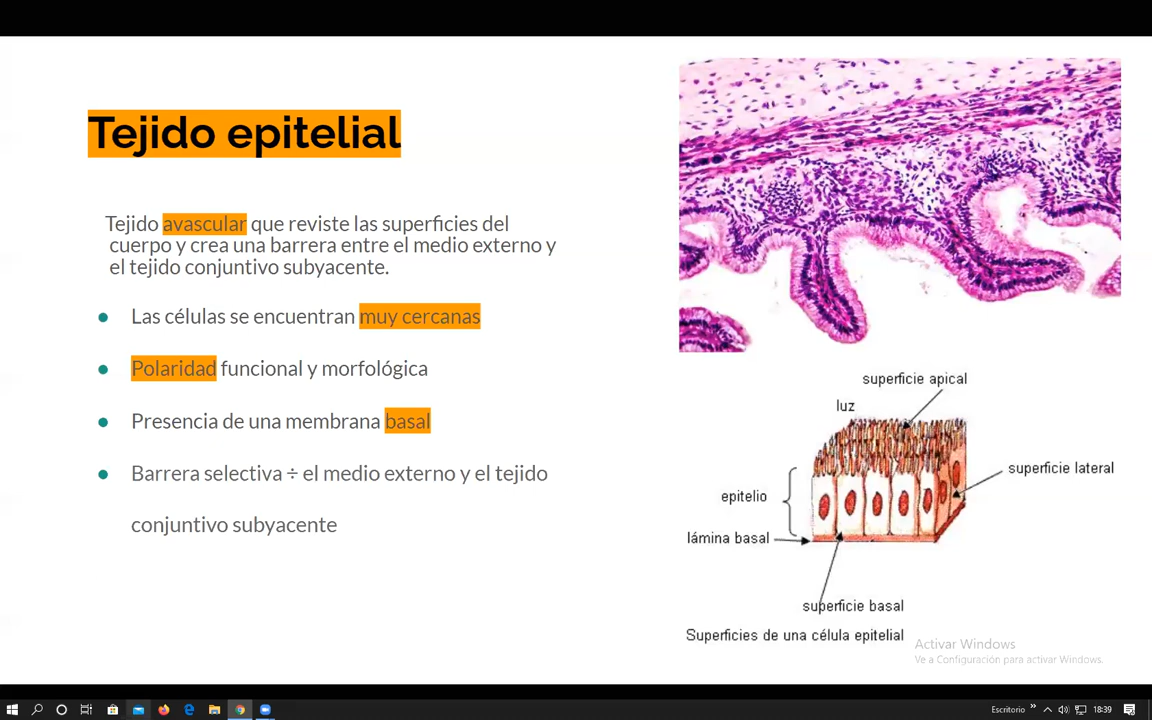 Tejido epitelial
Tejido avascular que reviste las superficies del
cuerpo y crea una barrera entre el medio externo y
el tejido conjuntivo subyacente.
● Las células se encuentran muy cercanas
● Polaridad funcional y morfológica
● Presencia de una membrana basal
● Barrera selectiva ÷ el medio externo y el tejido
conjuntivo subyacente
superficie apical
luz
superficie lateral
epitelio
lámina basal
superficie basal
Superficies de una célula epitelial
Activar Windows
Ve a Configuración para activar Windows.
Escritorio
18:39